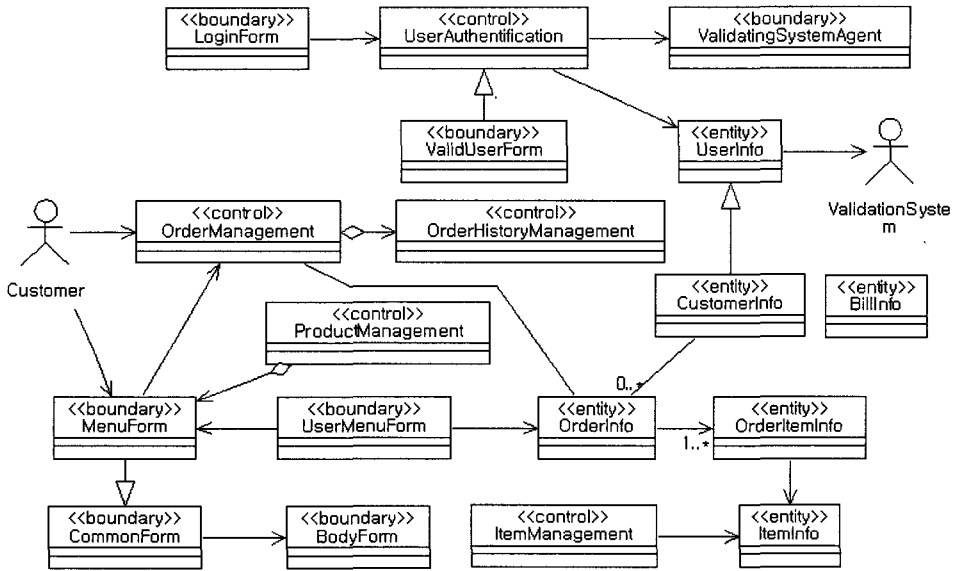 <<boundary>>
LoginForm
<<control>>
UserAuthentification
<<boundary>>
ValidatingSystemAgent
<<boundary>>
ValidUserForm
<<entity>>
UserInfo
ValidationSyste
m
Customer
<<control>>
OrderManagement
<<control>>
OrderHistoryManagement
<<entity>>
CustomerInfo
<<entity>>
BillInfo
<<control>>
ProductManagement
0..*
<<boundary>>
MenuForm
<<boundary>>
UserMenuForm
<<entity>>
OrderInfo
1..*
<<entity>>
OrderItemInfo
<<boundary>>
CommonForm
<<boundary>>
BodyForm
<<control>>
ItemManagement
<<entity>>
ItemInfo